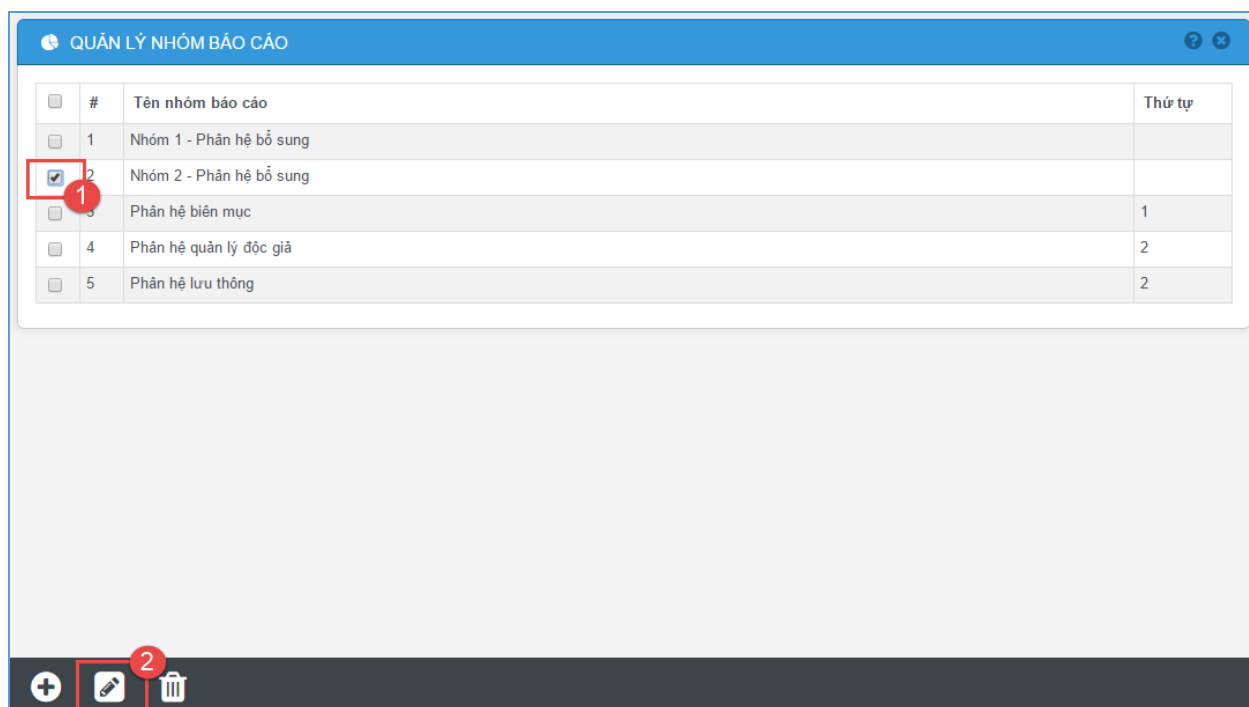 QUẢN LÝ NHÓM BÁO CÁO
# Tên nhóm báo cáo Thứ tự
1 Nhóm 1 - Phân hệ bổ sung
2 Nhóm 2 - Phân hệ bổ sung
1
3 Phân hệ biên mục 1
4 Phân hệ quản lý độc giả 2
5 Phân hệ lưu thông 2
2